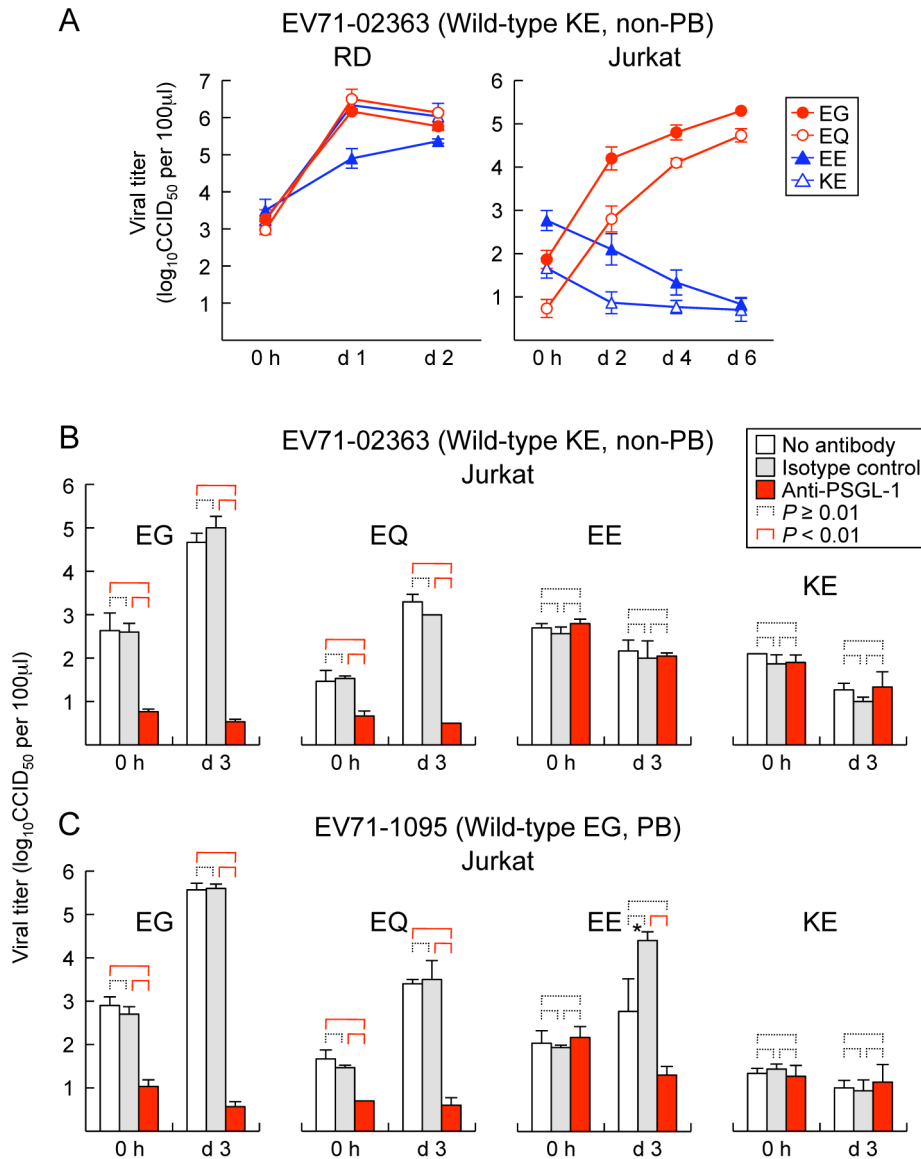 A
EV71-02363 (Wild-type KE, non-PB)
RD
Jurkat
Viral titer
(log10CCID50 per 100μl)
7
6
5
4
3
2
1
0 h
d 1
d 2
6
5
4
3
2
1
0 h
d 2
d 4
d 6
EG
EQ
EE
KE
B
EV71-02363 (Wild-type KE, non-PB)
Jurkat
No antibody
Isotype control
Anti-PSGL-1
P ≥ 0.01
P < 0.01
Viral titer (log10CCID50 per 100μl)
6
5
4
3
2
1
EG
EQ
EE
KE
0 h d 3
0 h d 3
0 h d 3
0 h d 3
C
EV71-1095 (Wild-type EG, PB)
Jurkat
6
5
4
3
2
1
EG
EQ
EE
KE
*
0 h d 3
0 h d 3
0 h d 3
0 h d 3